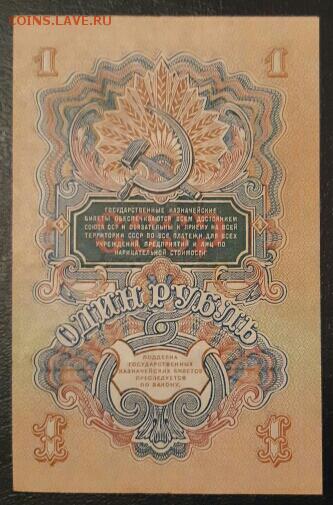 COINS.LAVE.RU
1 1
ГОСУДАРСТВЕННЫЕ КАЗНАЧЕЙСКИЕ
БИЛЕТЫ ОБЕСПЕЧИВАЮТСЯ ВСЕМ ДОСТОЯНИЕМ
СОЮЗА ССР И ОБЯЗАТЕЛЬНЫ К ПРИЕМУ НА ВСЕЙ
ТЕРРИТОРИИ СССР ВО ВСЕ ПЛАТЕЖИ ДЛЯ ВСЕХ
УЧРЕЖДЕНИЙ, ПРЕДПРИЯТИЙ И ЛИЦ ПО
НАРИЦАТЕЛЬНОЙ СТОИМОСТИ
ОДИН РУБЛЬ
ПОДДЕЛКА
ГОСУДАРСТВЕННЫХ
КАЗНАЧЕЙСКИХ БИЛЕТОВ
ПРЕСЛЕДУЕТСЯ
ПО ЗАКОНУ.
1 1